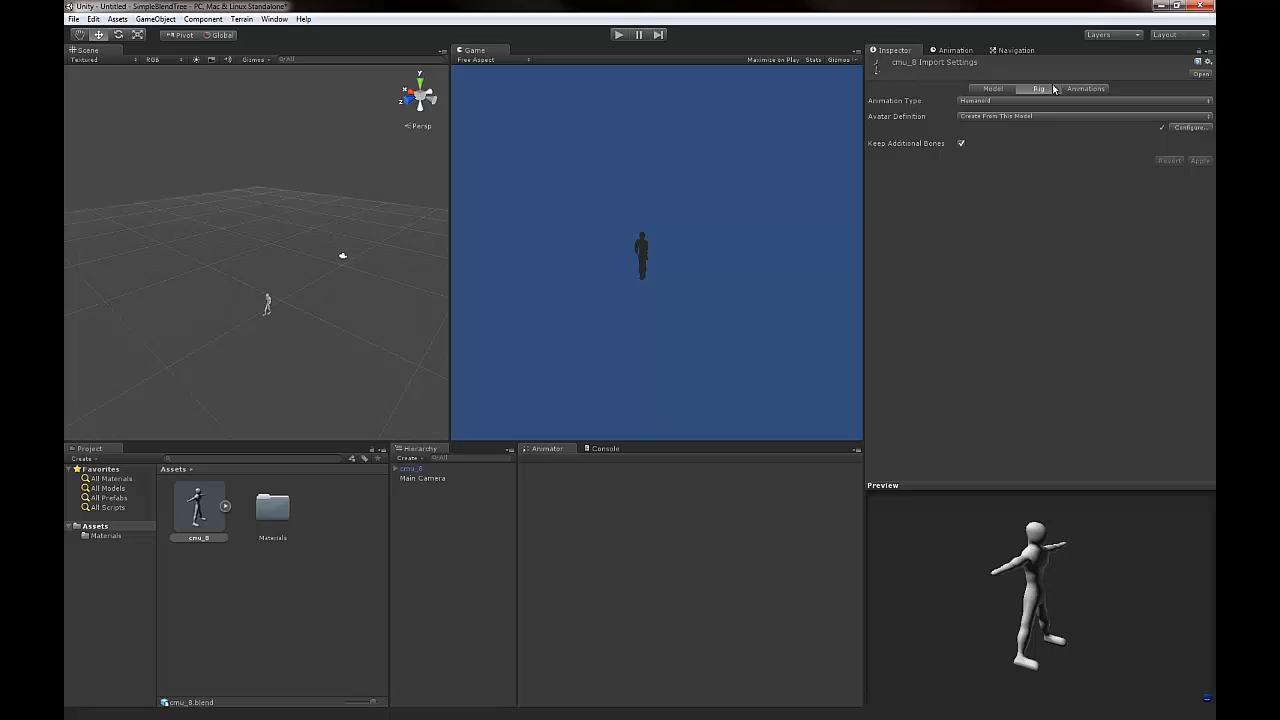 Unity - Untitled - SimpleBlendTree - PC, Mac & Linux Standalone*
File Edit Assets GameObject Component Terrain Window Help
Pivot Global Layers Layout
Scene
Textured RGB Gizmos All
y
x
z
Persp
Game
Free Aspect Maximize on Play Stats Gizmos
Inspector Animation Navigation
cmu_8 Import Settings
Open
Model Rig Animations
Animation Type Humanoid
Avatar Definition Create From This Model
Configure...
Keep Additional Bones
Revert Apply
Project
Create
Favorites
All Materials
All Models
All Prefabs
All Scripts
Assets
Materials
Assets
cmu_8
Materials
cmu_8.blend
Hierarchy
Create All
cmu_8
Main Camera
Animator Console
Preview